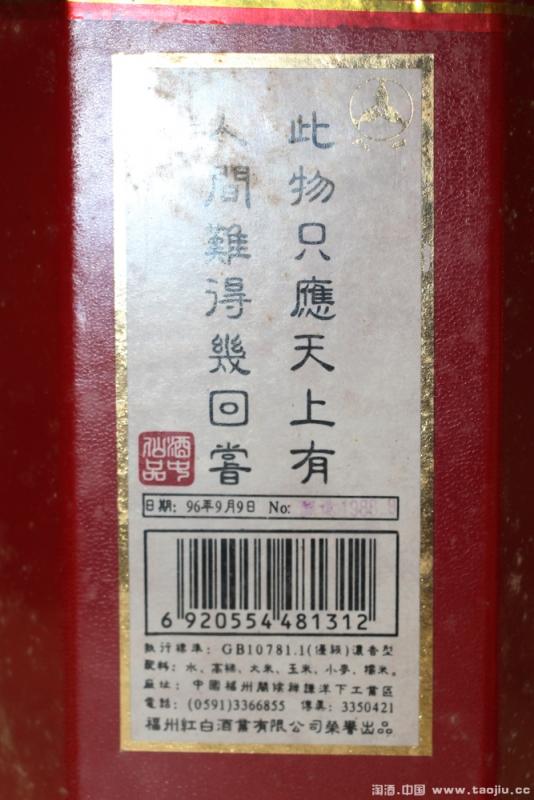 此物只應天上有
人間難得幾回嘗
酒中仙品
日期: 96年9月9日 No:
6 920554 481312
執行標準: GB10781.1(優級)濃香型
配料: 水、高粱、大米、玉米、小麥、糯米。
廠址: 中國福州閩侯
下工業區
電話: (0591)3366855 傳真: 3350421
福州紅白酒業有限公司榮譽出品
淘酒.中国 www.taojiu.cc